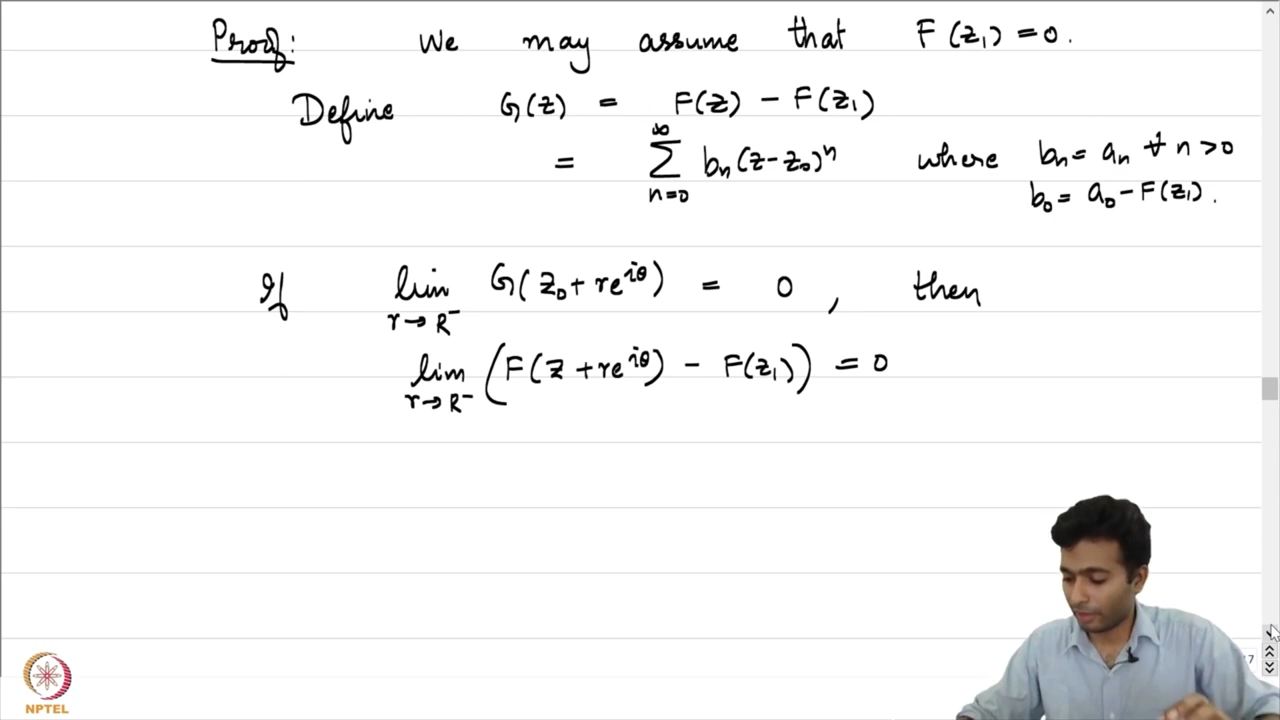 Proof: We may assume that F(z₁) = 0.
Define G(z) = F(z) − F(z₁)
= ∑_{n=0}^{∞} bₙ(z−z₀)ⁿ where bₙ = aₙ ∀ n > 0
b₀ = a₀ − F(z₁).
If lim_{r→R⁻} G(z₀ + re^{iθ}) = 0, then
lim_{r→R⁻} (F(z + re^{iθ}) − F(z₁)) = 0
17
NPTEL